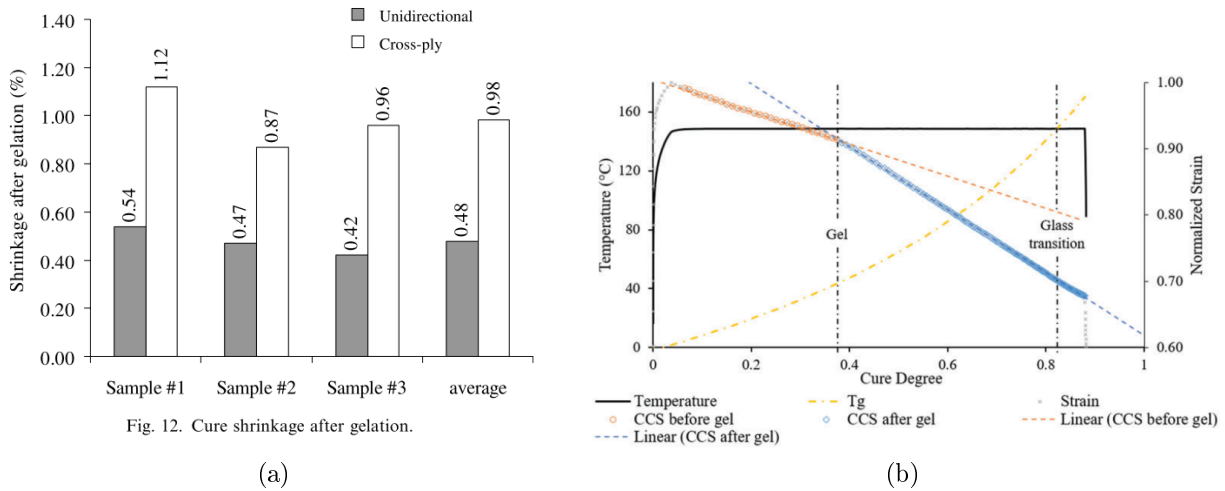 1.40
1.20
1.00
0.80
0.60
0.40
0.20
0.00
Shrinkage after gelation (%)
Unidirectional
Cross-ply
0.54
1.12
0.47
0.87
0.42
0.96
0.48
0.98
Sample #1 Sample #2 Sample #3 average
Fig. 12. Cure shrinkage after gelation.
(a)
160
120
80
40
0
Temperature (°C)
1.00
0.90
0.80
0.70
0.60
Normalized Strain
Gel
Glass
transition
0 0.2 0.4 0.6 0.8 1
Cure Degree
Temperature Tg Strain
CCS before gel CCS after gel Linear (CCS before gel)
Linear (CCS after gel)
(b)